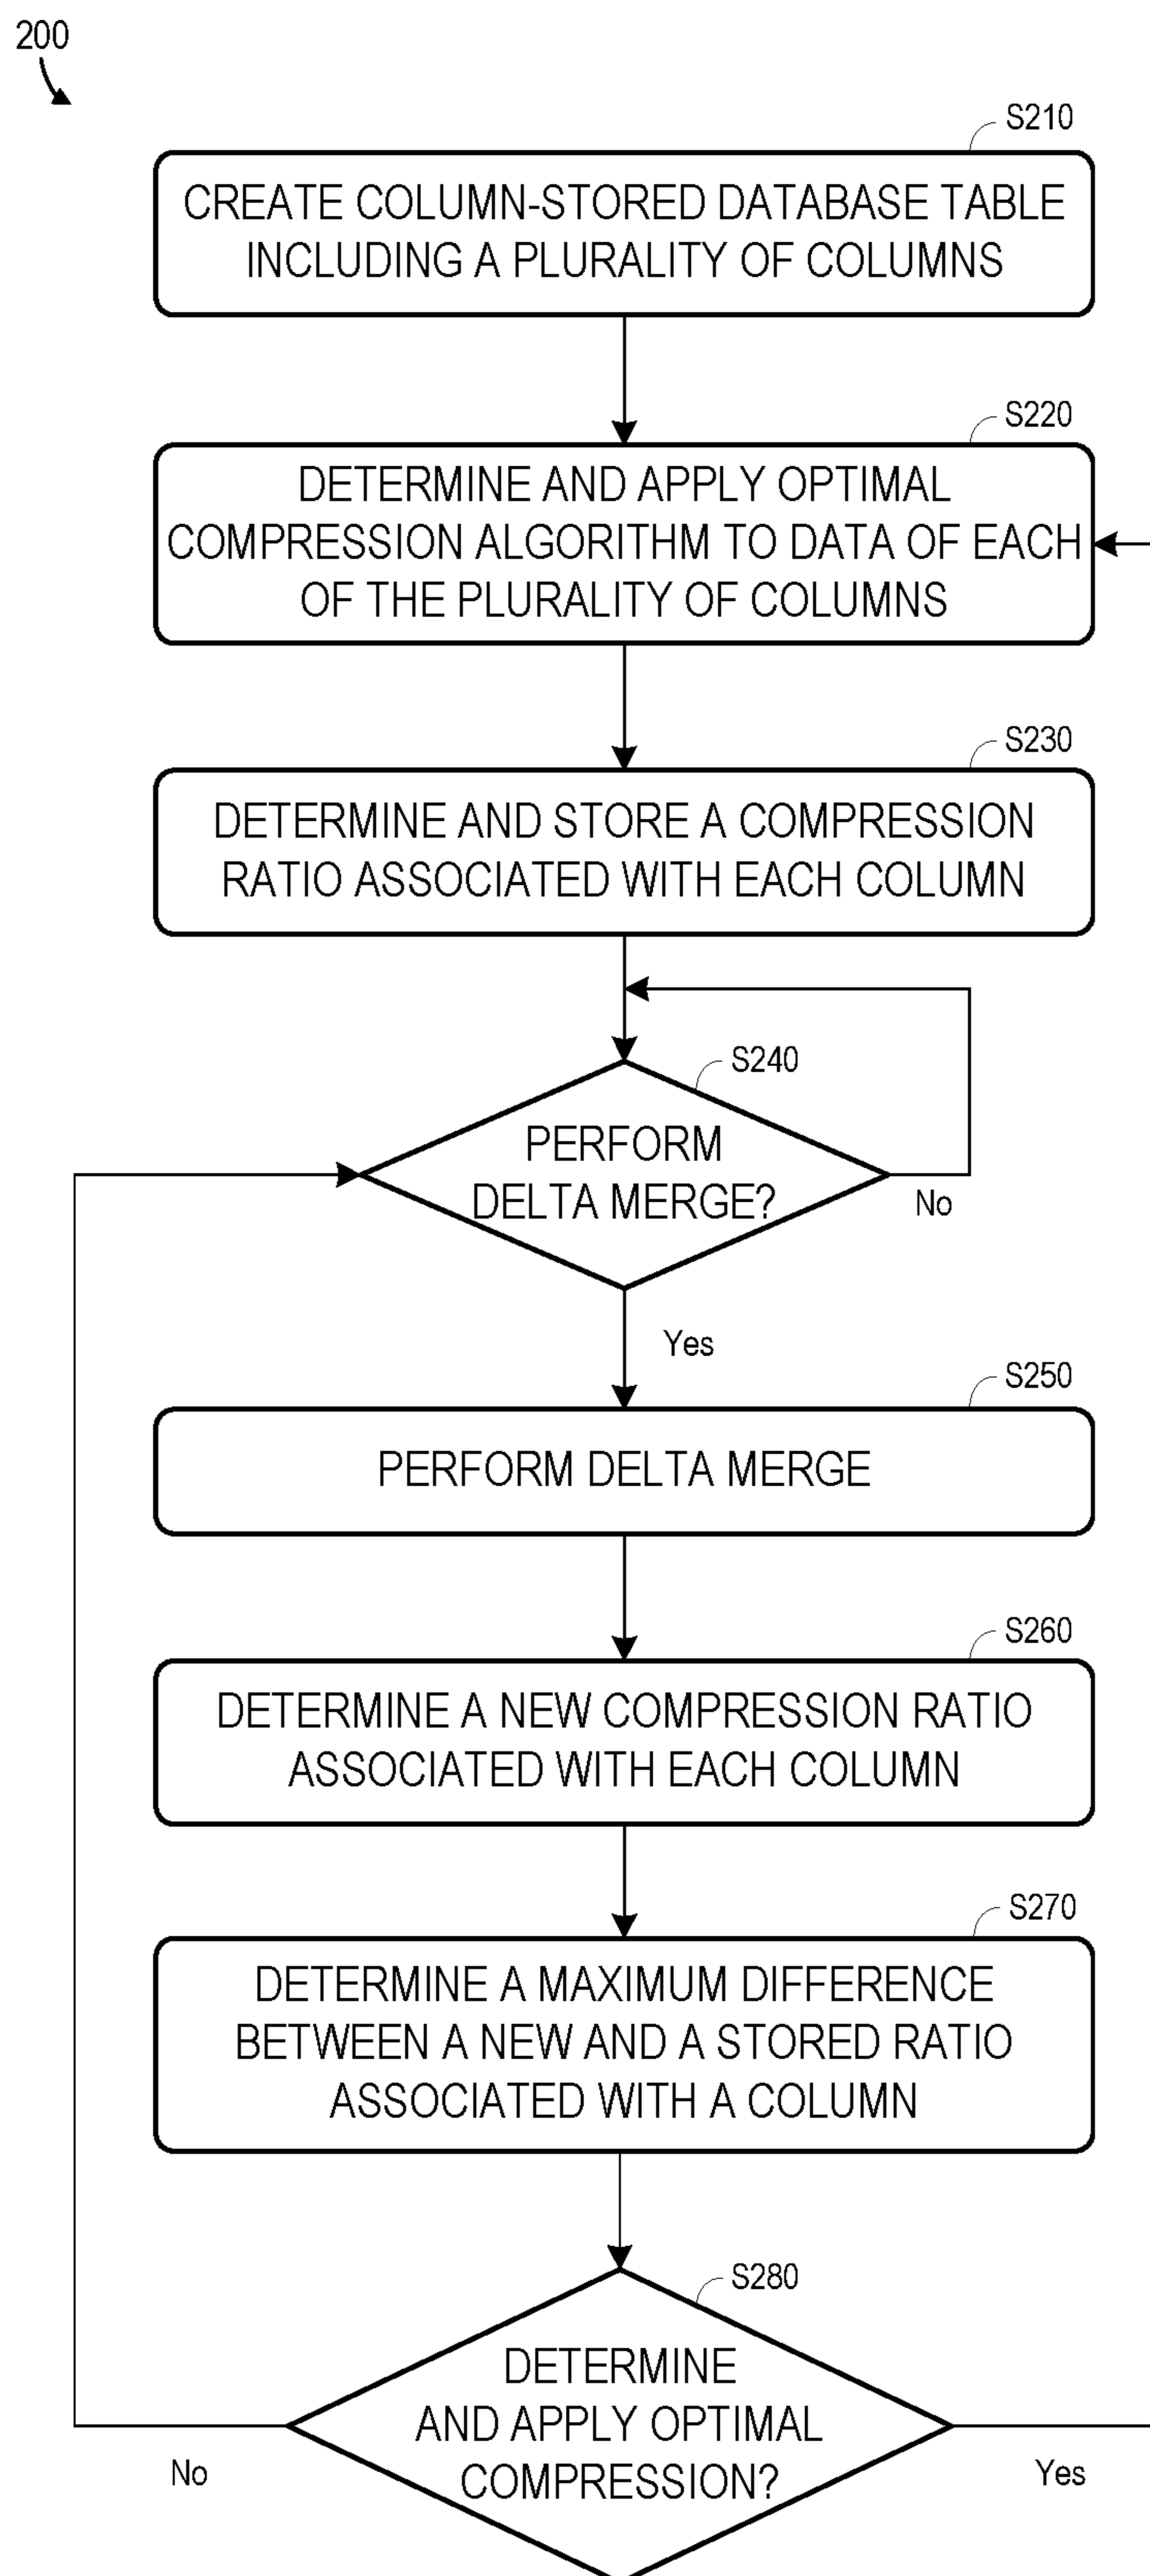 200
S210
CREATE COLUMN-STORED DATABASE TABLE
INCLUDING A PLURALITY OF COLUMNS
S220
DETERMINE AND APPLY OPTIMAL
COMPRESSION ALGORITHM TO DATA OF EACH
OF THE PLURALITY OF COLUMNS
S230
DETERMINE AND STORE A COMPRESSION
RATIO ASSOCIATED WITH EACH COLUMN
S240
PERFORM
DELTA MERGE?
No
Yes
S250
PERFORM DELTA MERGE
S260
DETERMINE A NEW COMPRESSION RATIO
ASSOCIATED WITH EACH COLUMN
S270
DETERMINE A MAXIMUM DIFFERENCE
BETWEEN A NEW AND A STORED RATIO
ASSOCIATED WITH A COLUMN
S280
DETERMINE
AND APPLY OPTIMAL
COMPRESSION?
No
Yes